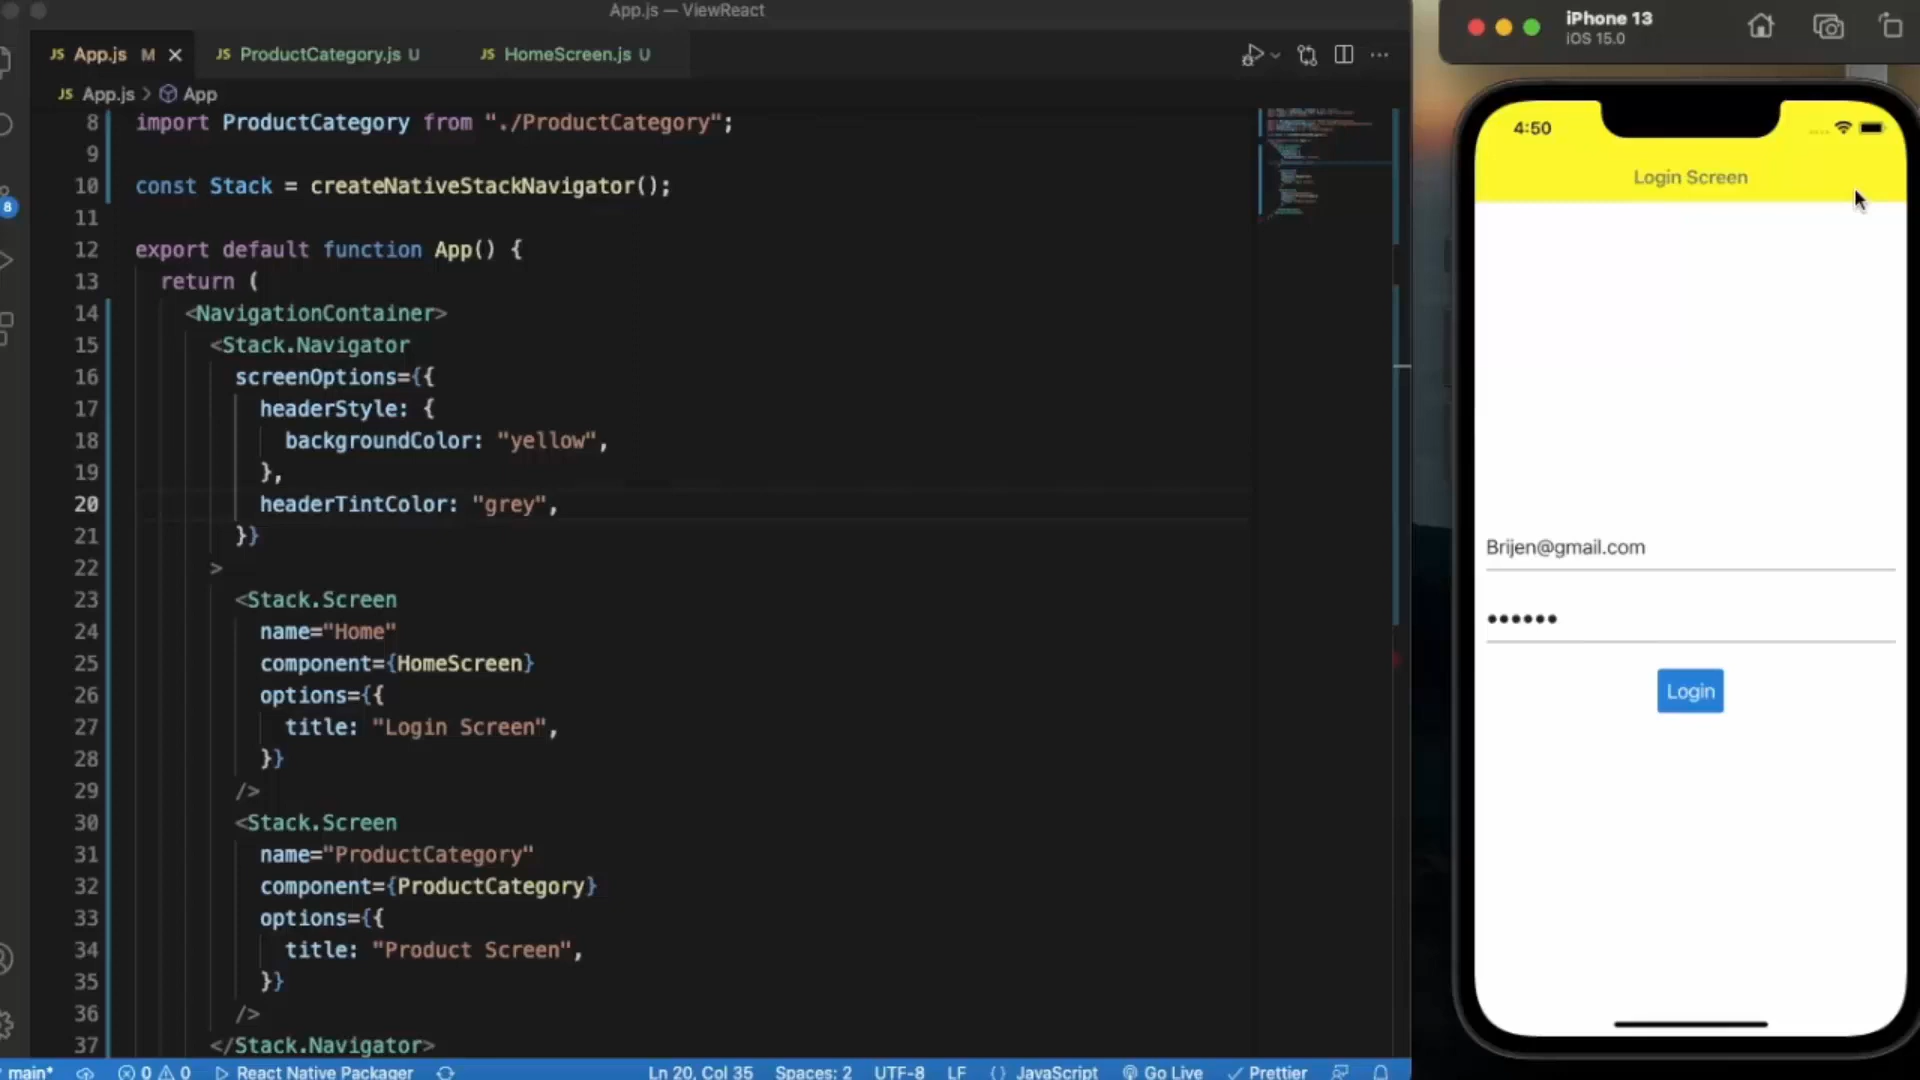 App.js — ViewReact
JS App.js M
JS ProductCategory.js U
JS HomeScreen.js U
JS App.js > App
8 import ProductCategory from "./ProductCategory";
9
10 const Stack = createNativeStackNavigator();
11
12 export default function App() {
13 return (
14 <NavigationContainer>
15 <Stack.Navigator
16 screenOptions={{
17 headerStyle: {
18 backgroundColor: "yellow",
19 },
20 headerTintColor: "grey",
21 }}
22 >
23 <Stack.Screen
24 name="Home"
25 component={HomeScreen}
26 options={{
27 title: "Login Screen",
28 }}
29 />
30 <Stack.Screen
31 name="ProductCategory"
32 component={ProductCategory}
33 options={{
34 title: "Product Screen",
35 }}
36 />
37 </Stack.Navigator>
8
main* 0 0 React Native Packager Ln 20, Col 35 Spaces: 2 UTF-8 LF {} JavaScript Go Live Prettier
iPhone 13
iOS 15.0
4:50
Login Screen
Brijen@gmail.com
••••••
Login